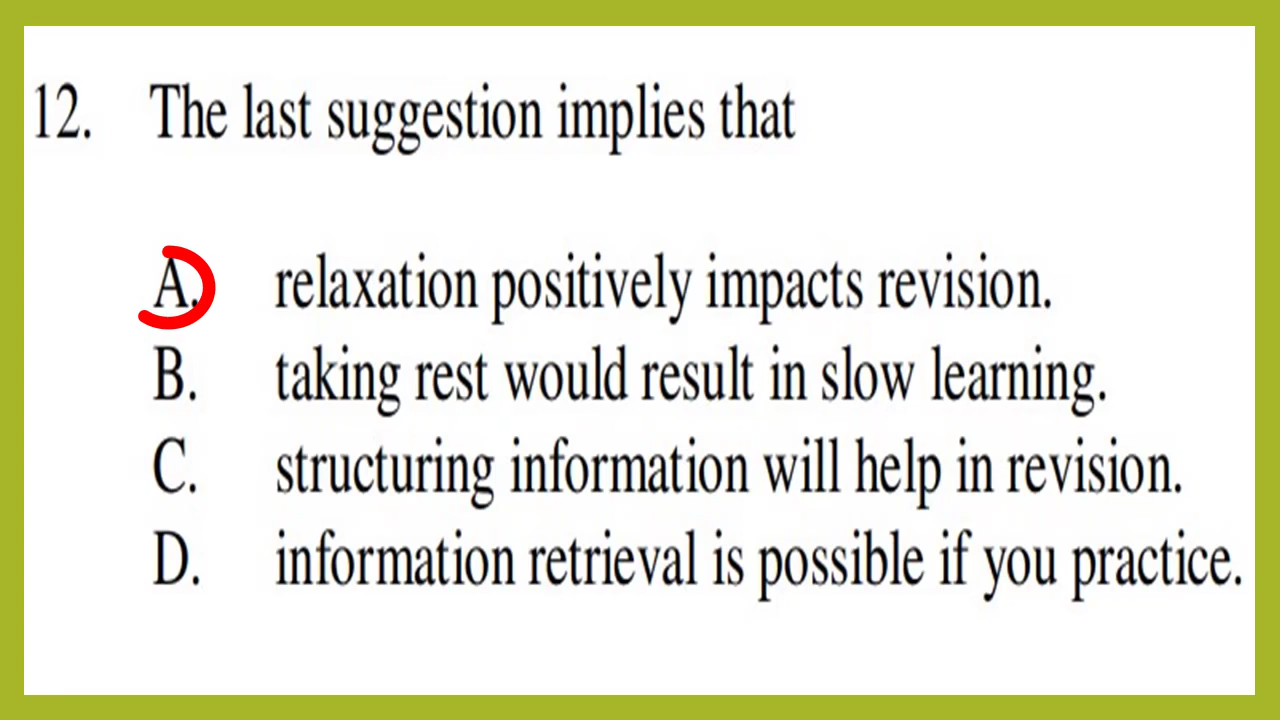 12. The last suggestion implies that
A. relaxation positively impacts revision.
B. taking rest would result in slow learning.
C. structuring information will help in revision.
D. information retrieval is possible if you practice.